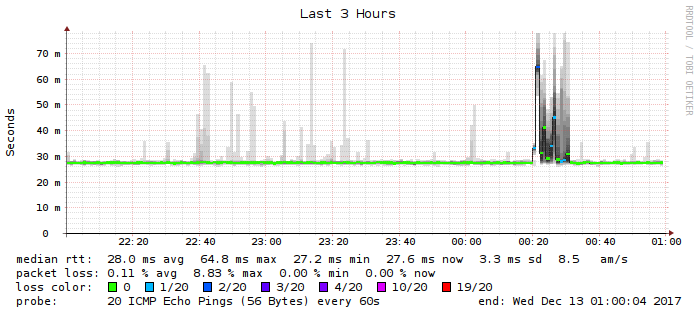 Last 3 Hours
RRDTOOL / TOBI OETIKER
Seconds
70 m
60 m
50 m
40 m
30 m
20 m
10 m
0
22:20 22:40 23:00 23:20 23:40 00:00 00:20 00:40 01:00
median rtt: 28.0 ms avg 64.8 ms max 27.2 ms min 27.6 ms now 3.3 ms sd 8.5 am/s
packet loss: 0.11 % avg 8.83 % max 0.00 % min 0.00 % now
loss color: 0 1/20 2/20 3/20 4/20 10/20 19/20
probe: 20 ICMP Echo Pings (56 Bytes) every 60s end: Wed Dec 13 01:00:04 2017